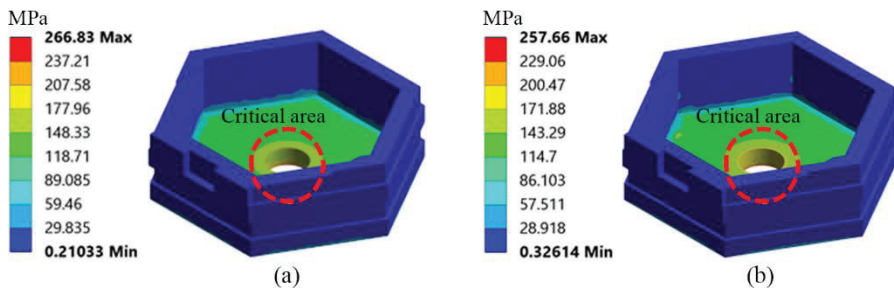 MPa
266.83 Max
237.21
207.58
177.96
148.33
118.71
89.085
59.46
29.835
0.21033 Min
Critical area
(a)
MPa
257.66 Max
229.06
200.47
171.88
143.29
114.7
86.103
57.511
28.918
0.32614 Min
Critical area
(b)